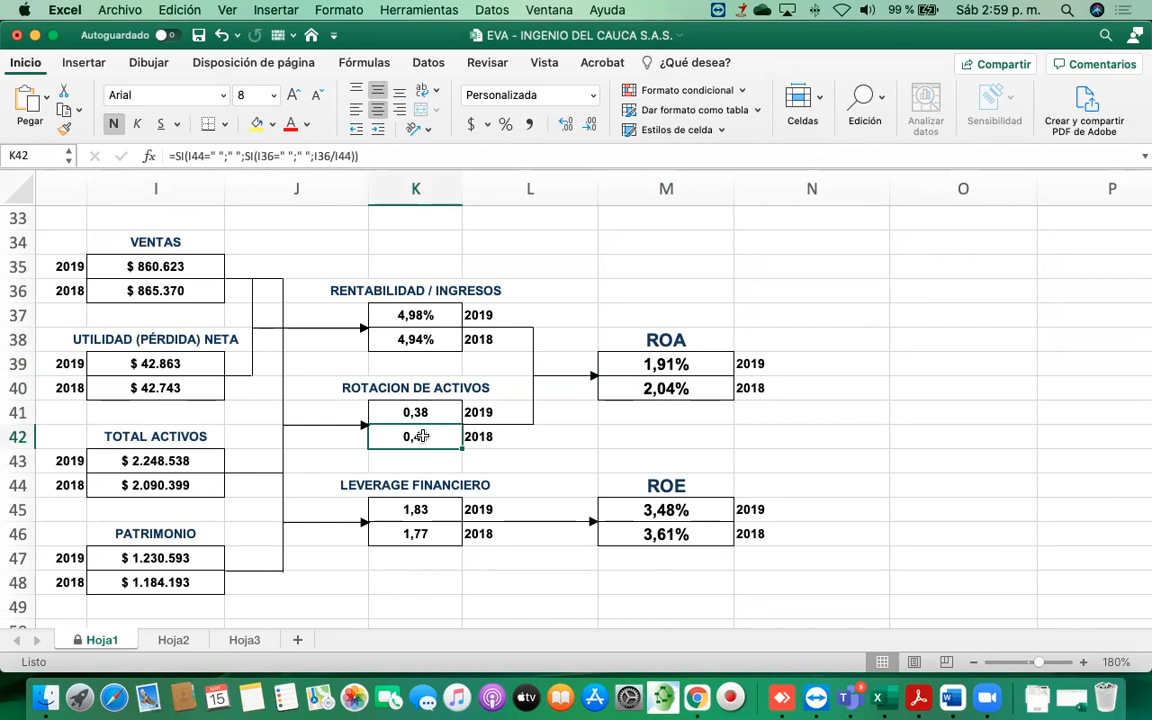 Excel Archivo Edición Ver Insertar Formato Herramientas Datos Ventana Ayuda 99 % Sáb 2:59 p. m.
Autoguardado EVA - INGENIO DEL CAUCA S.A.S.
Inicio Insertar Dibujar Disposición de página Fórmulas Datos Revisar Vista Acrobat ¿Qué desea? Compartir Comentarios
Pegar Arial 8 Personalizada Formato condicional Dar formato como tabla Estilos de celda Celdas Edición Analizar datos Sensibilidad Crear y compartir PDF de Adobe
N K S A $ %
K42 fx =SI(I44=" ";" ";SI(I36=" ";" ";I36/I44))
I J K L M N O P
33
34 VENTAS
35 2019 $ 860.623
36 2018 $ 865.370 RENTABILIDAD / INGRESOS
37 4,98% 2019
38 UTILIDAD (PÉRDIDA) NETA 4,94% 2018 ROA
39 2019 $ 42.863 1,91% 2019
40 2018 $ 42.743 ROTACION DE ACTIVOS 2,04% 2018
41 0,38 2019
42 TOTAL ACTIVOS 2018
43 2019 $ 2.248.538
44 2018 $ 2.090.399 LEVERAGE FINANCIERO ROE
45 1,83 2019 3,48% 2019
46 PATRIMONIO 1,77 2018 3,61% 2018
47 2019 $ 1.230.593
48 2018 $ 1.184.193
49
Hoja1 Hoja2 Hoja3 +
Listo 180%